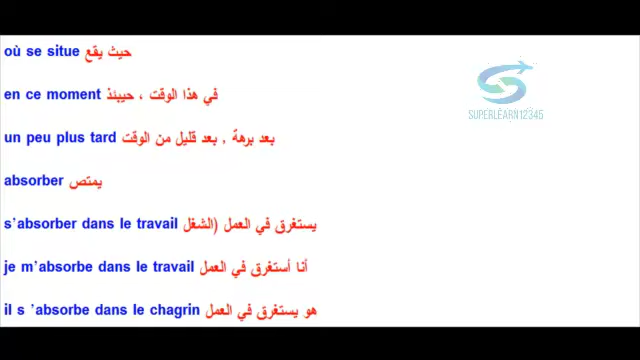 où se situe حيث يقع
en ce moment في هذا الوقت ، حيبئذ
un peu plus tard بعد برهة , بعد قليل من الوقت
absorber يمتص
s’absorber dans le travail يستغرق في العمل (الشغل
je m’absorbe dans le travail أنا أستغرق في العمل
il s ’absorbe dans le chagrin هو يستغرق في العمل
SUPERLEARN12345